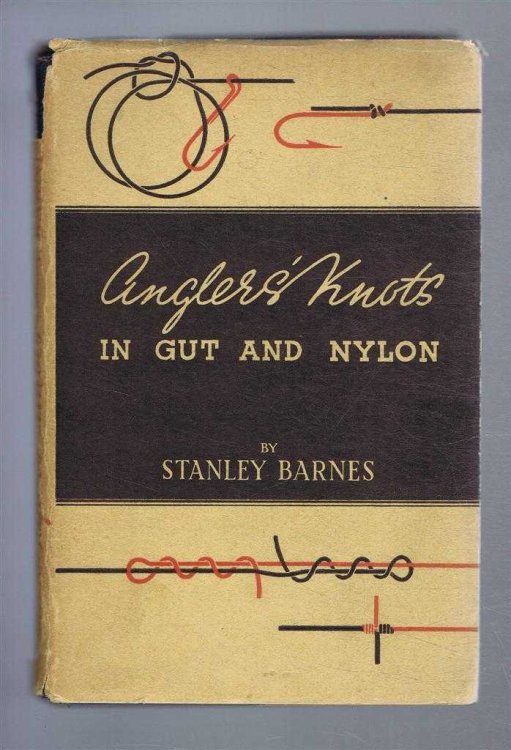 Anglers' Knots
IN GUT AND NYLON
BY
STANLEY BARNES